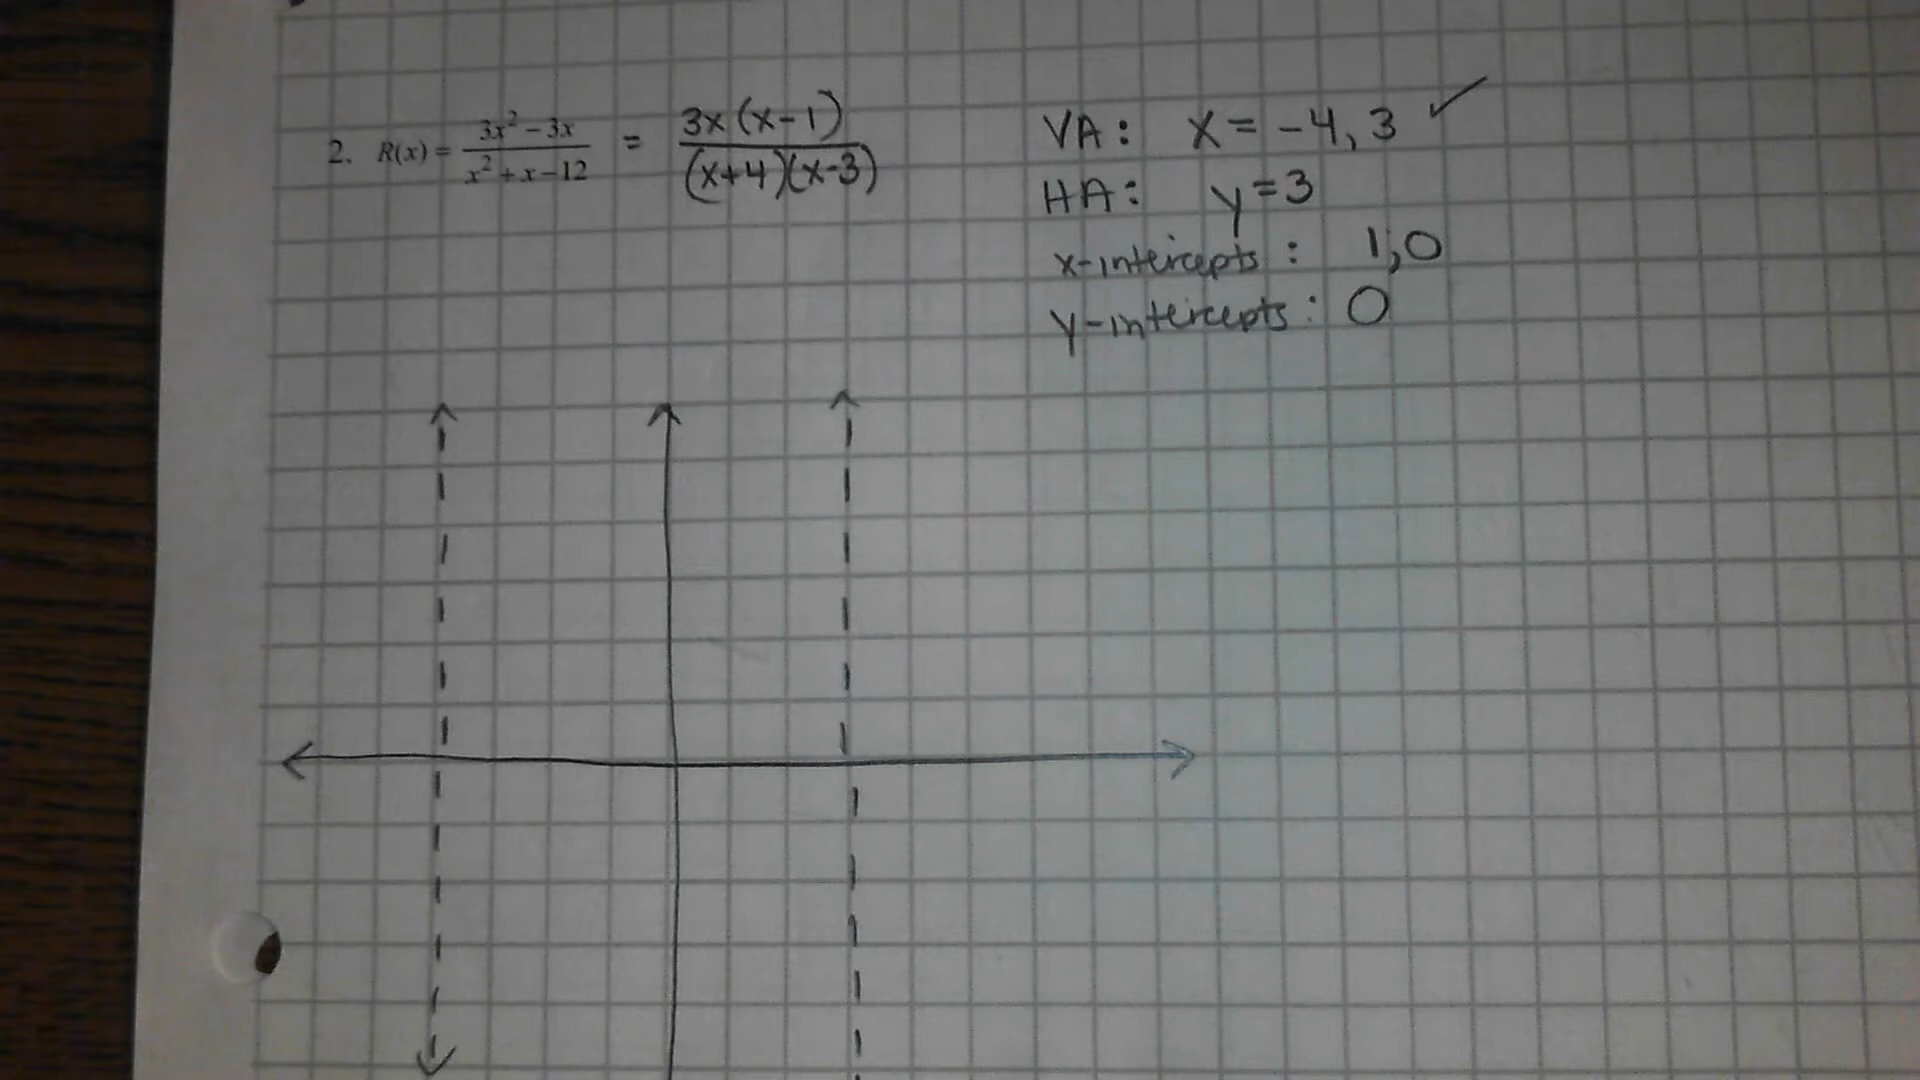 2. R(x) = (3x² - 3x)/(x² + x - 12) = (3x(x-1))/((x+4)(x-3))
VA: x = -4, 3 ✓
HA: y = 3
x-intercepts: 1, 0
y-intercepts: 0